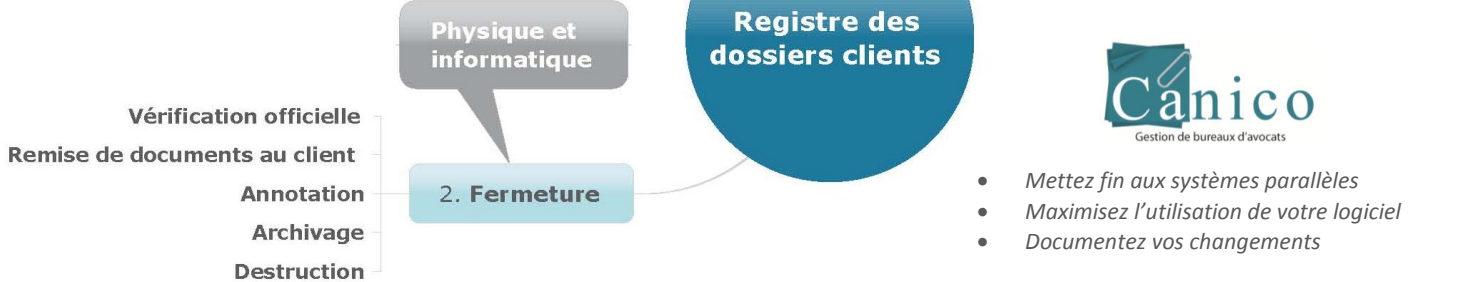 Physique et
informatique
Registre des
dossiers clients
Vérification officielle
Remise de documents au client
Annotation
Archivage
Destruction
2. Fermeture
Canico
Gestion de bureaux d'avocats
• Mettez fin aux systèmes parallèles
• Maximisez l'utilisation de votre logiciel
• Documentez vos changements